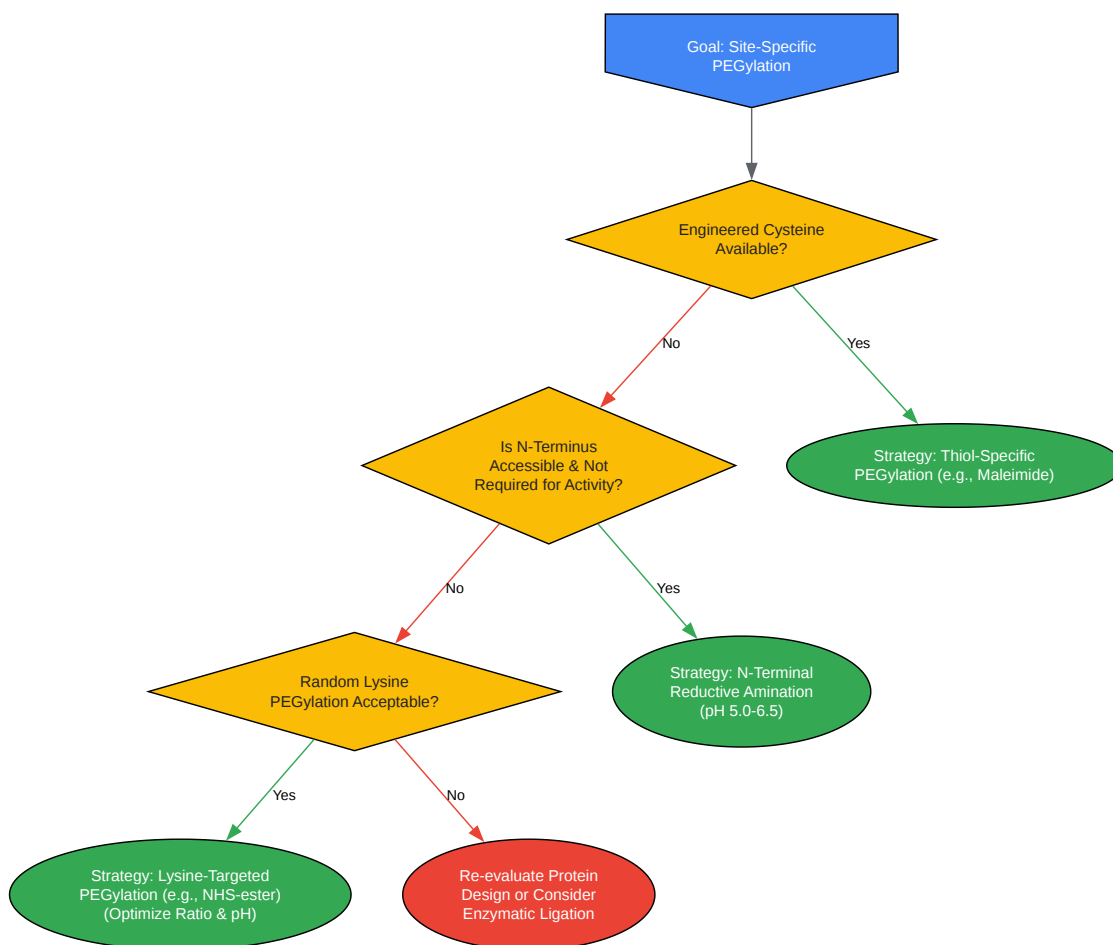 Goal: Site-Specific
PEGylation
Engineered Cysteine
Available?
No
Yes
Is N-Terminus
Accessible & Not
Required for Activity?
Strategy: Thiol-Specific
PEGylation (e.g., Maleimide)
No
Yes
Random Lysine
PEGylation Acceptable?
Strategy: N-Terminal
Reductive Amination
(pH 5.0-6.5)
Yes
No
Strategy: Lysine-Targeted
PEGylation (e.g., NHS-ester)
(Optimize Ratio & pH)
Re-evaluate Protein
Design or Consider
Enzymatic Ligation